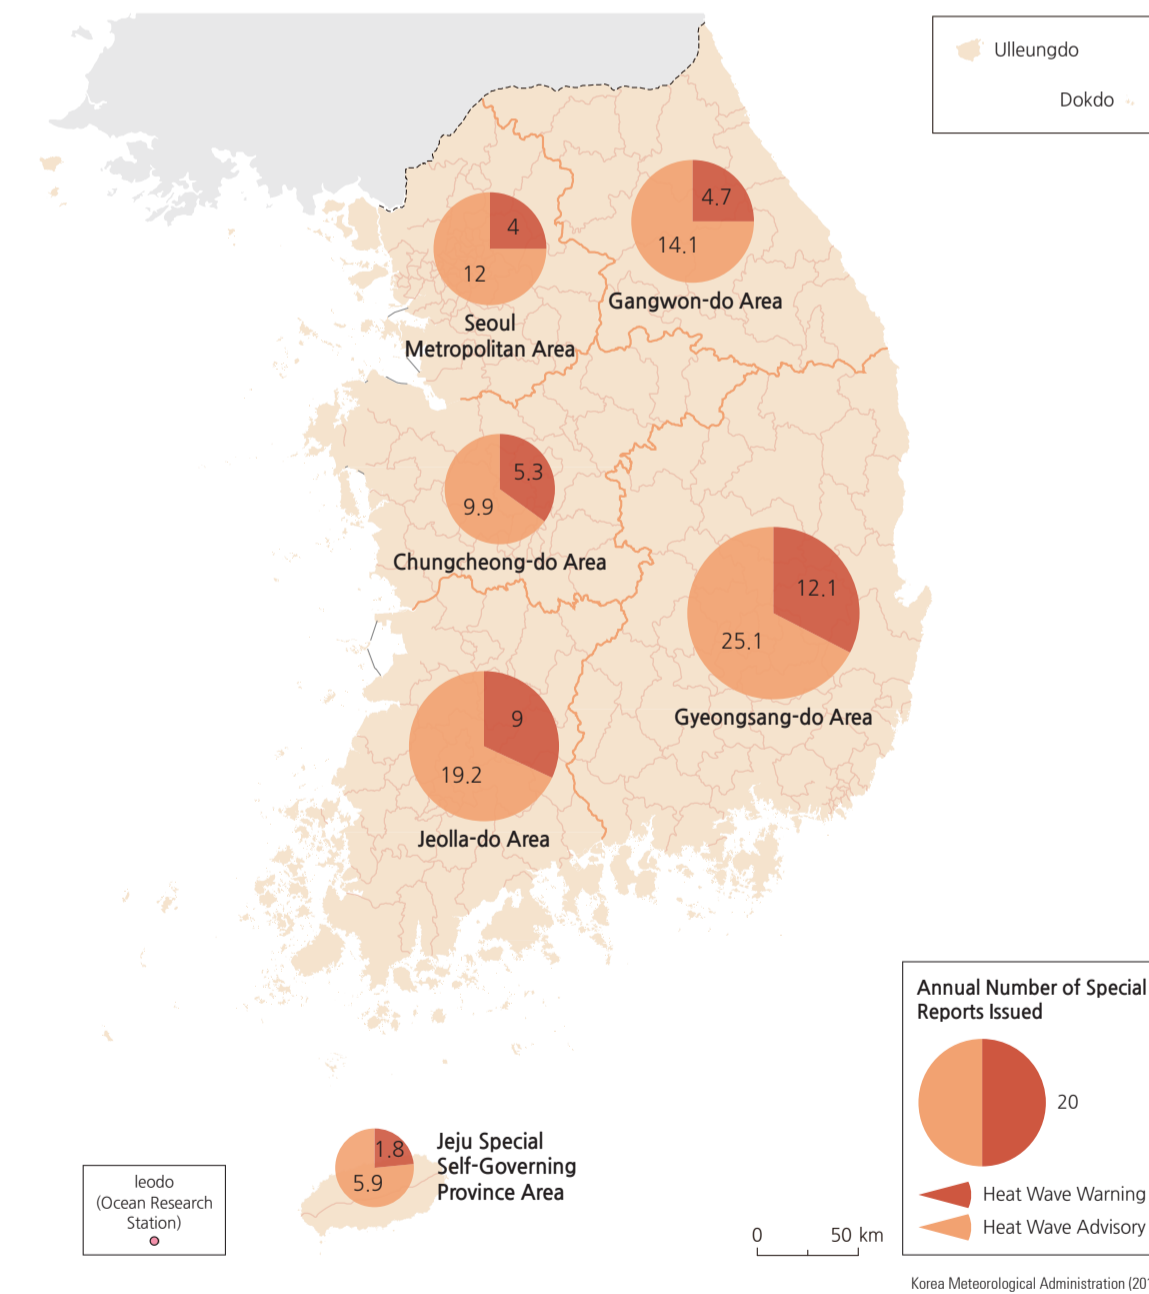 Ulleungdo
Dokdo
4
12
Seoul
Metropolitan Area
4.7
14.1
Gangwon-do Area
5.3
9.9
Chungcheong-do Area
12.1
25.1
Gyeongsang-do Area
9
19.2
Jeolla-do Area
1.8
5.9
Jeju Special
Self-Governing
Province Area
Ieodo
(Ocean Research
Station)
0 50 km
Annual Number of Special
Reports Issued
20
Heat Wave Warning
Heat Wave Advisory
Korea Meteorological Administration (201